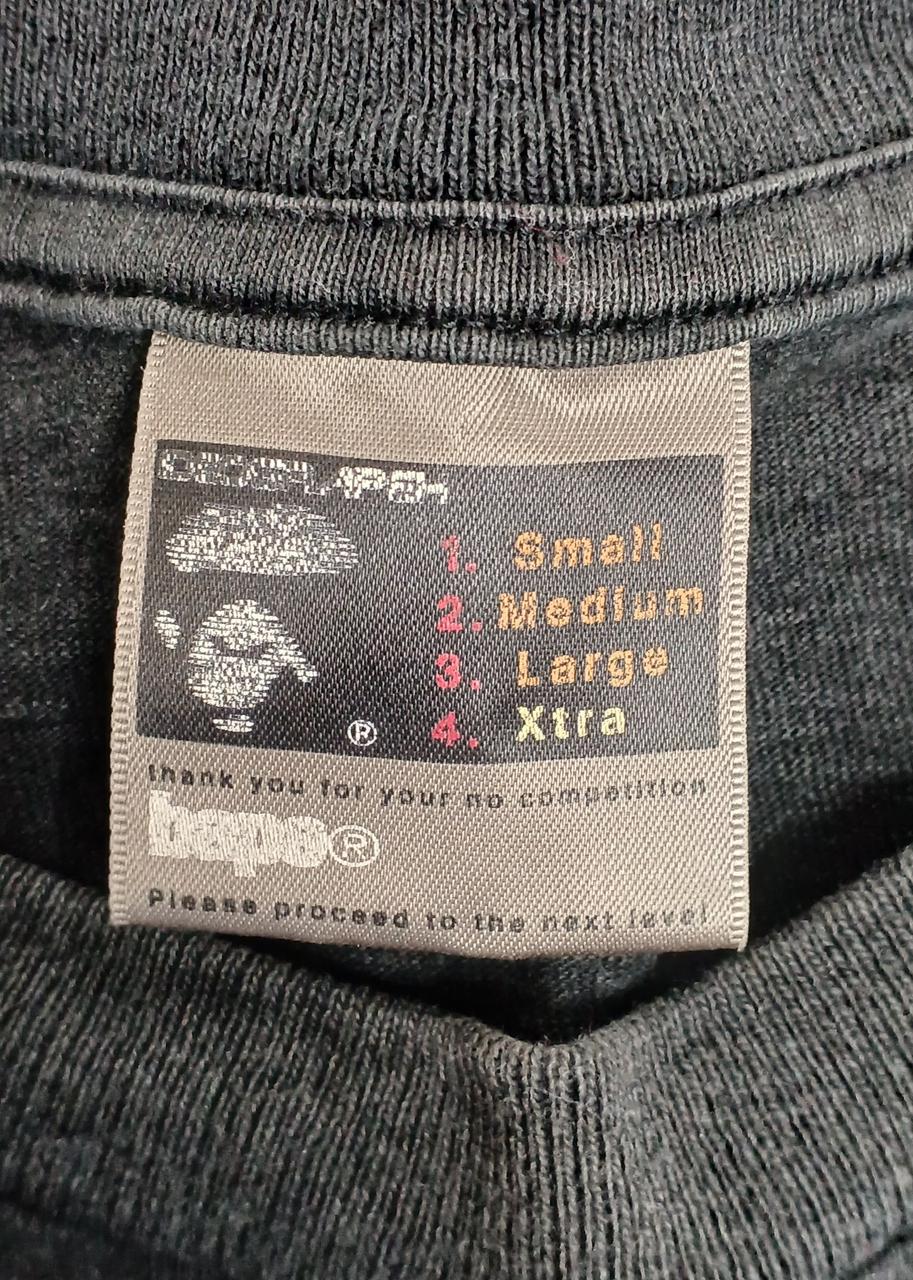 1. Small
2. Medium
3. Large
4. Xtra
®
thank you for your no competition
®
Please proceed to the next level